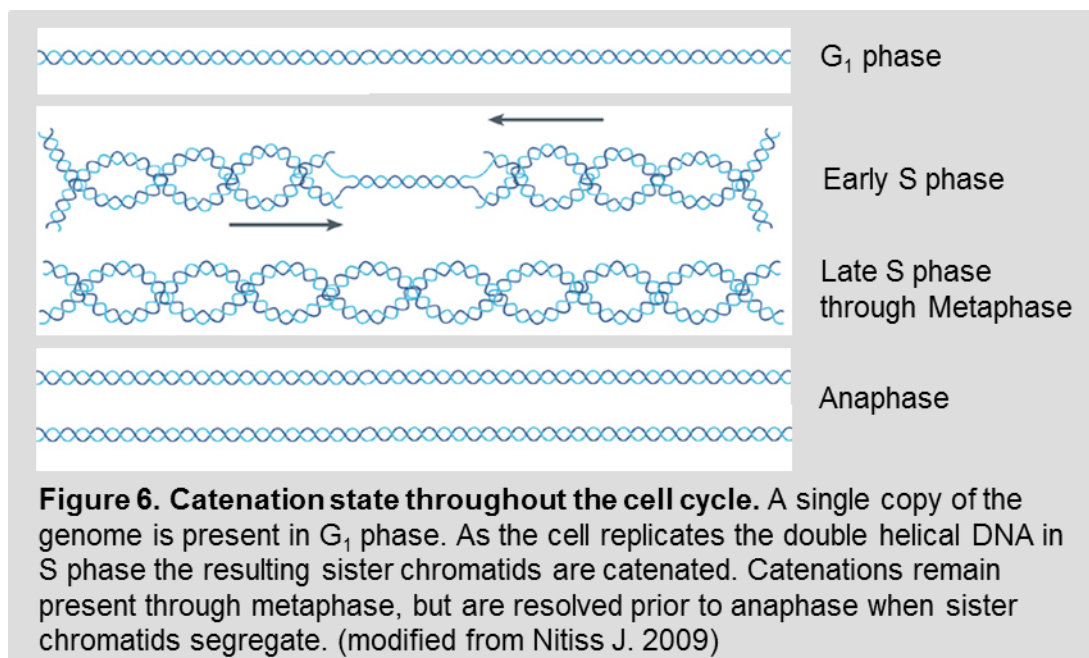 G₁ phase
Early S phase
Late S phase
through Metaphase
Anaphase
Figure 6. Catenation state throughout the cell cycle. A single copy of the
genome is present in G₁ phase. As the cell replicates the double helical DNA in
S phase the resulting sister chromatids are catenated. Catenations remain
present through metaphase, but are resolved prior to anaphase when sister
chromatids segregate. (modified from Nitiss J. 2009)